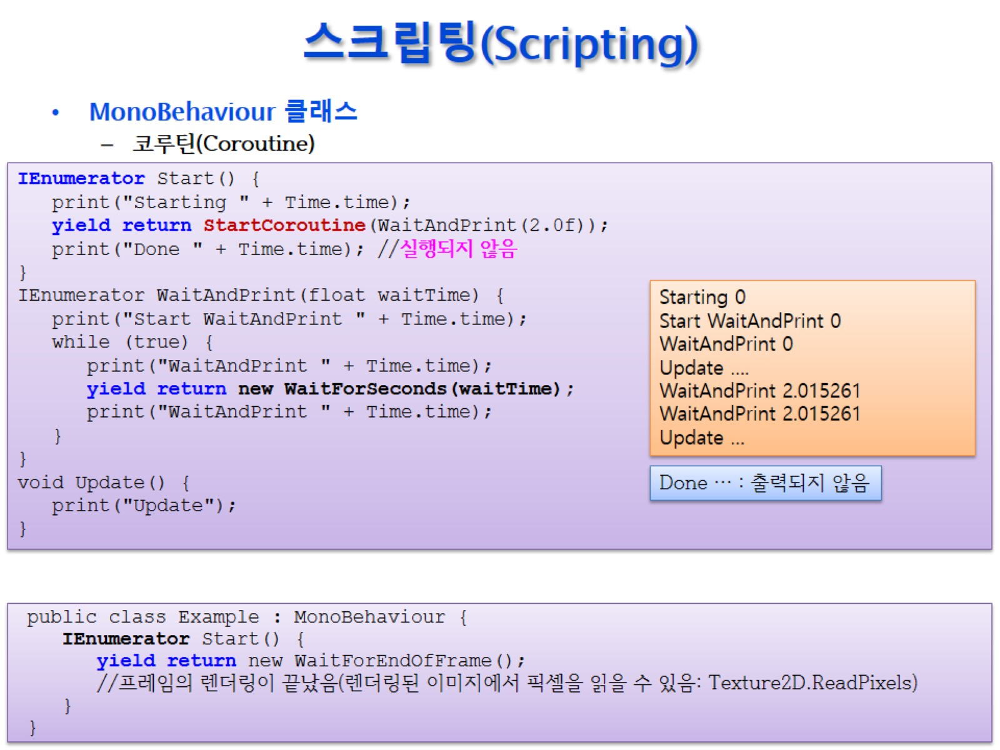 스크립팅(Scripting)
• MonoBehaviour 클래스
– 코루틴(Coroutine)
IEnumerator Start() {
print("Starting " + Time.time);
yield return StartCoroutine(WaitAndPrint(2.0f));
print("Done " + Time.time); //실행되지 않음
}
IEnumerator WaitAndPrint(float waitTime) {
print("Start WaitAndPrint " + Time.time);
while (true) {
print("WaitAndPrint " + Time.time);
yield return new WaitForSeconds(waitTime);
print("WaitAndPrint " + Time.time);
}
}
void Update() {
print("Update");
}
Starting 0
Start WaitAndPrint 0
WaitAndPrint 0
Update ....
WaitAndPrint 2.015261
WaitAndPrint 2.015261
Update ...
Done … : 출력되지 않음
public class Example : MonoBehaviour {
IEnumerator Start() {
yield return new WaitForEndOfFrame();
//프레임의 렌더링이 끝났음(렌더링된 이미지에서 픽셀을 읽을 수 있음: Texture2D.ReadPixels)
}
}